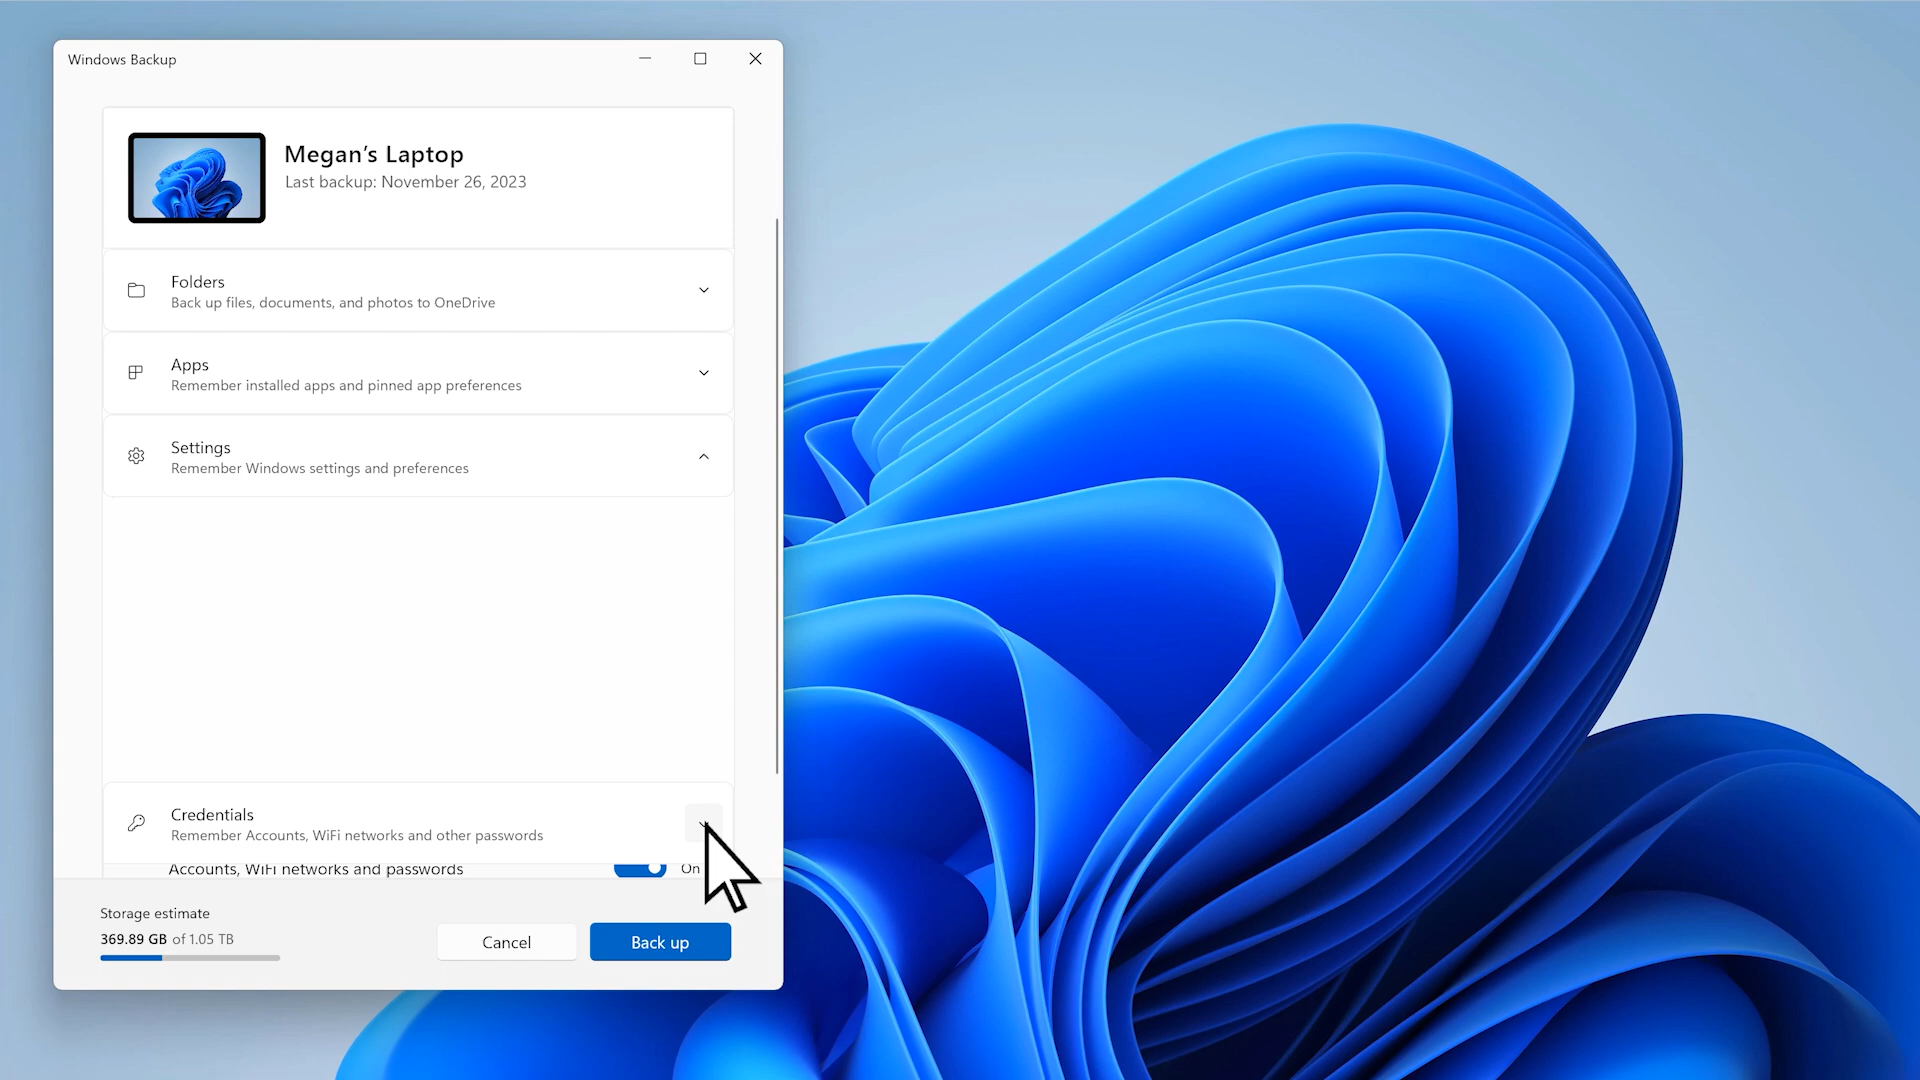 Windows Backup
Megan's Laptop
Last backup: November 26, 2023
Folders
Back up files, documents, and photos to OneDrive
Apps
Remember installed apps and pinned app preferences
Settings
Remember Windows settings and preferences
Credentials
Remember Accounts, WiFi networks and other passwords
Accounts, WiFi networks and passwords On
Storage estimate
369.89 GB of 1.05 TB
Cancel
Back up